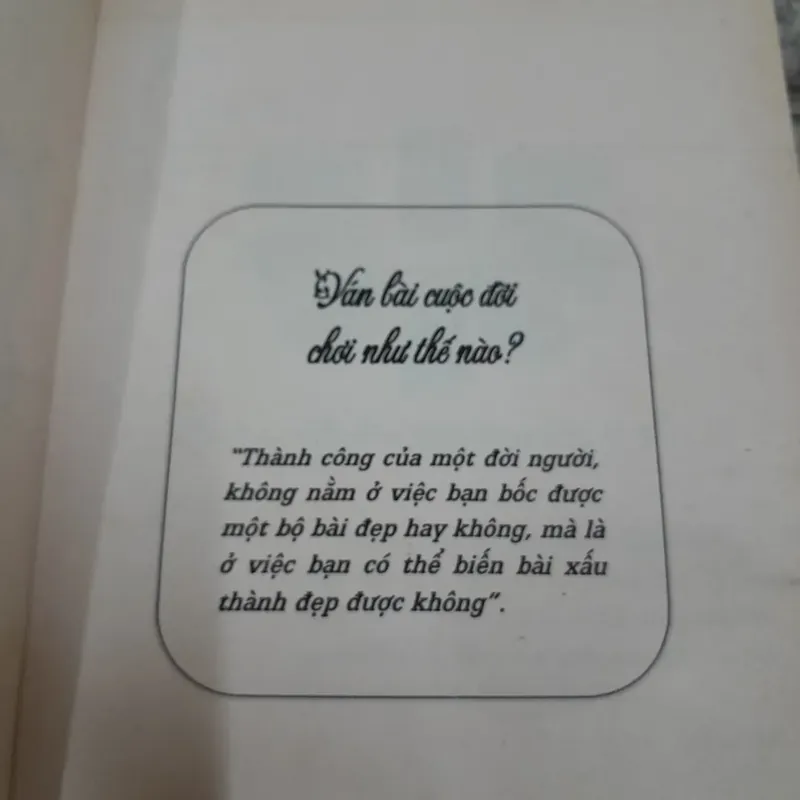 Ván bài cuộc đời
chơi như thế nào?
"Thành công của một đời người,
không nằm ở việc bạn bốc được
một bộ bài đẹp hay không, mà là
ở việc bạn có thể biến bài xấu
thành đẹp được không".